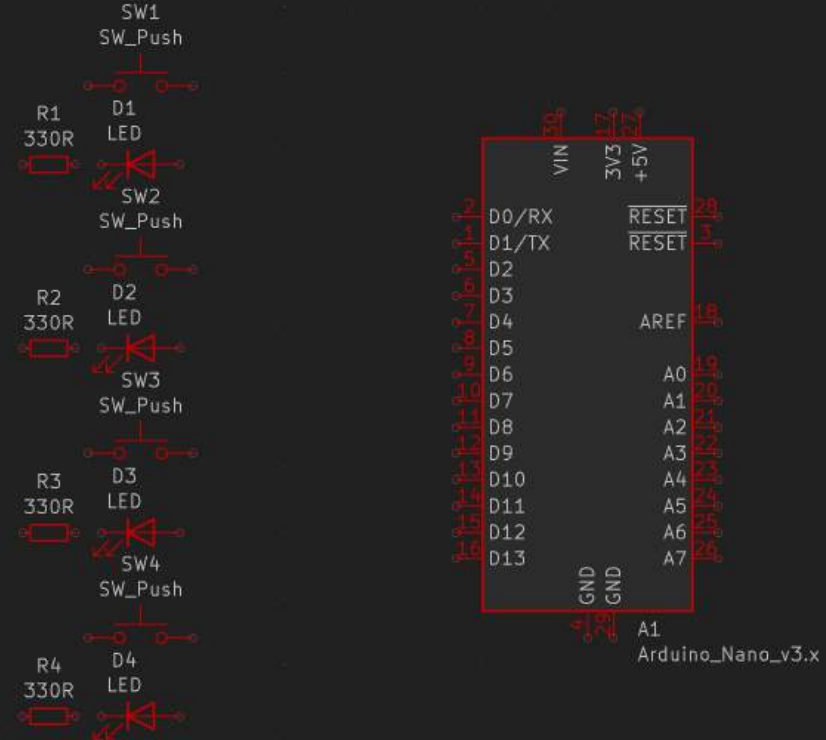 SW1
SW_Push
R1
330R
D1
LED
SW2
SW_Push
R2
330R
D2
LED
SW3
SW_Push
R3
330R
D3
LED
SW4
SW_Push
R4
330R
D4
LED
30
17
27
VIN
3V3
+5V
2 D0/RX RESET 28
1 D1/TX RESET 3
5 D2
6 D3
7 D4 AREF 18
8 D5
9 D6 A0 19
10 D7 A1 20
11 D8 A2 21
12 D9 A3 22
13 D10 A4 23
14 D11 A5 24
15 D12 A6 25
16 D13 A7 26
GND
GND
4
29
A1
Arduino_Nano_v3.x